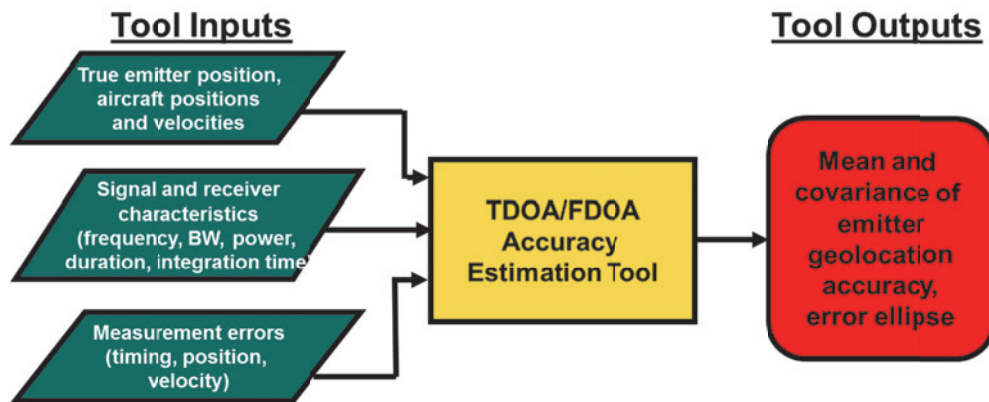 Tool Inputs
True emitter position,
aircraft positions
and velocities
Signal and receiver
characteristics
(frequency, BW, power,
duration, integration time)
Measurement errors
(timing, position,
velocity)
TDOA/FDOA
Accuracy
Estimation Tool
Tool Outputs
Mean and
covariance of
emitter
geolocation
accuracy,
error ellipse